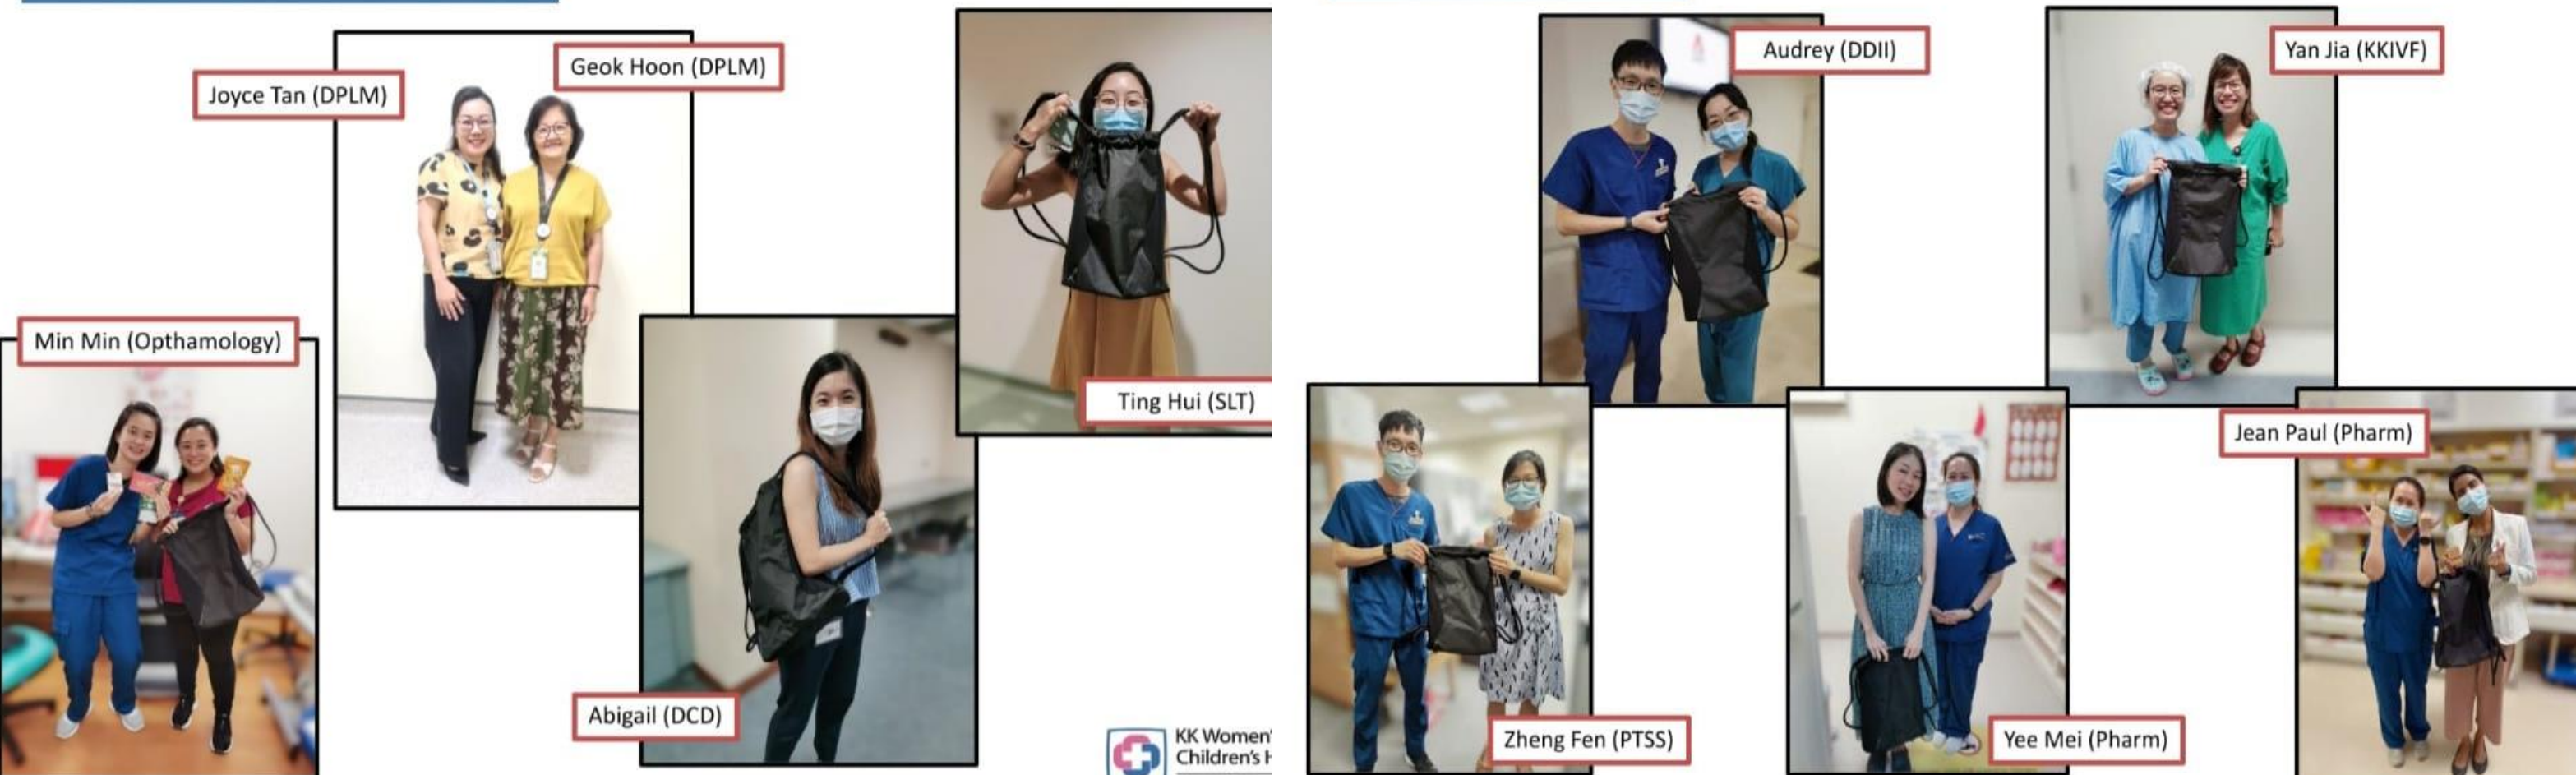 Geok Hoon (DPLM)
Joyce Tan (DPLM)
Min Min (Opthamology)
Ting Hui (SLT)
Abigail (DCD)
KK Women'
Children's H
Audrey (DDII)
Yan Jia (KKIVF)
Jean Paul (Pharm)
Zheng Fen (PTSS)
Yee Mei (Pharm)